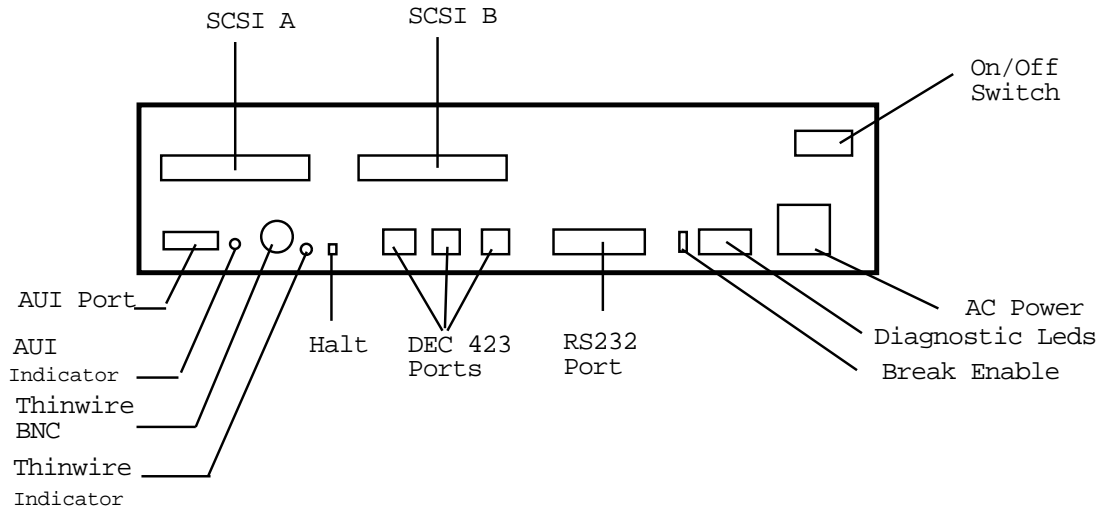 SCSI A
SCSI B
On/Off
Switch
AUI Port
AUI
Indicator
Thinwire
BNC
Thinwire
Indicator
Halt
DEC 423
Ports
RS232
Port
AC Power
Diagnostic Leds
Break Enable